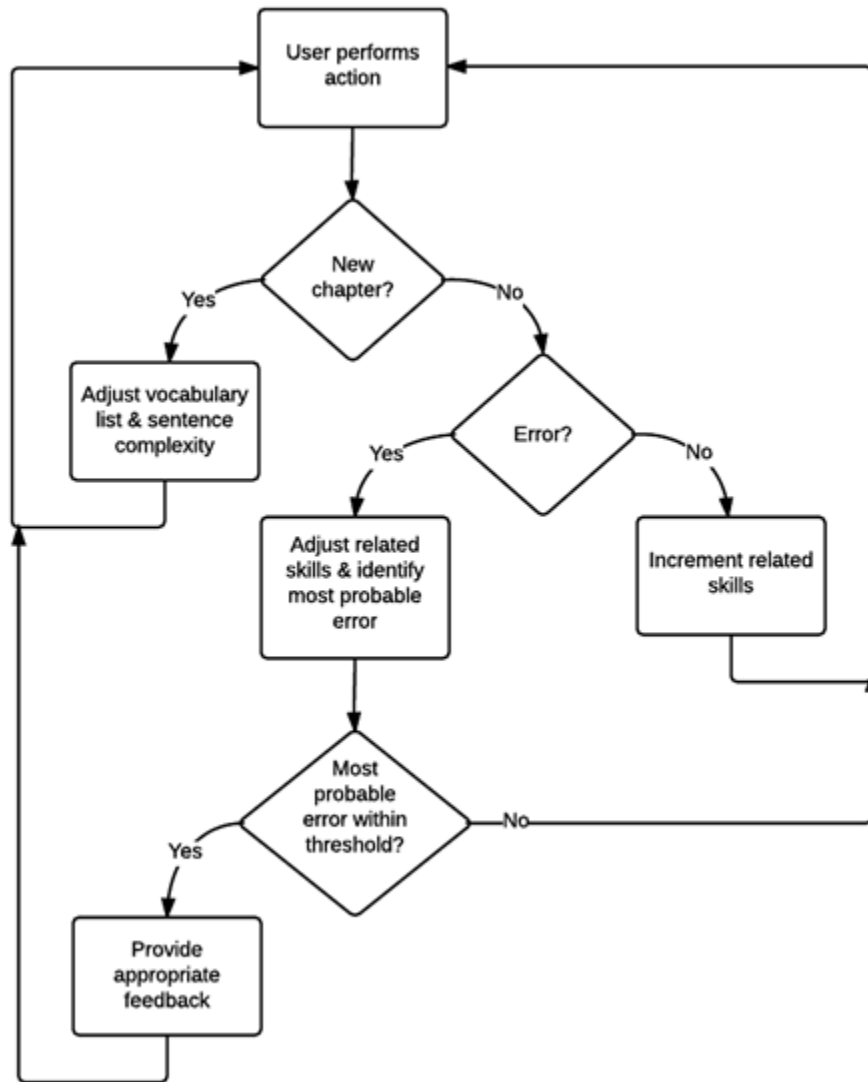 User performs
action
New
chapter?
Yes
No
Adjust vocabulary
list & sentence
complexity
Error?
Yes
No
Adjust related
skills & identify
most probable
error
Increment related
skills
Most
probable
error within
threshold?
Yes
No
Provide
appropriate
feedback